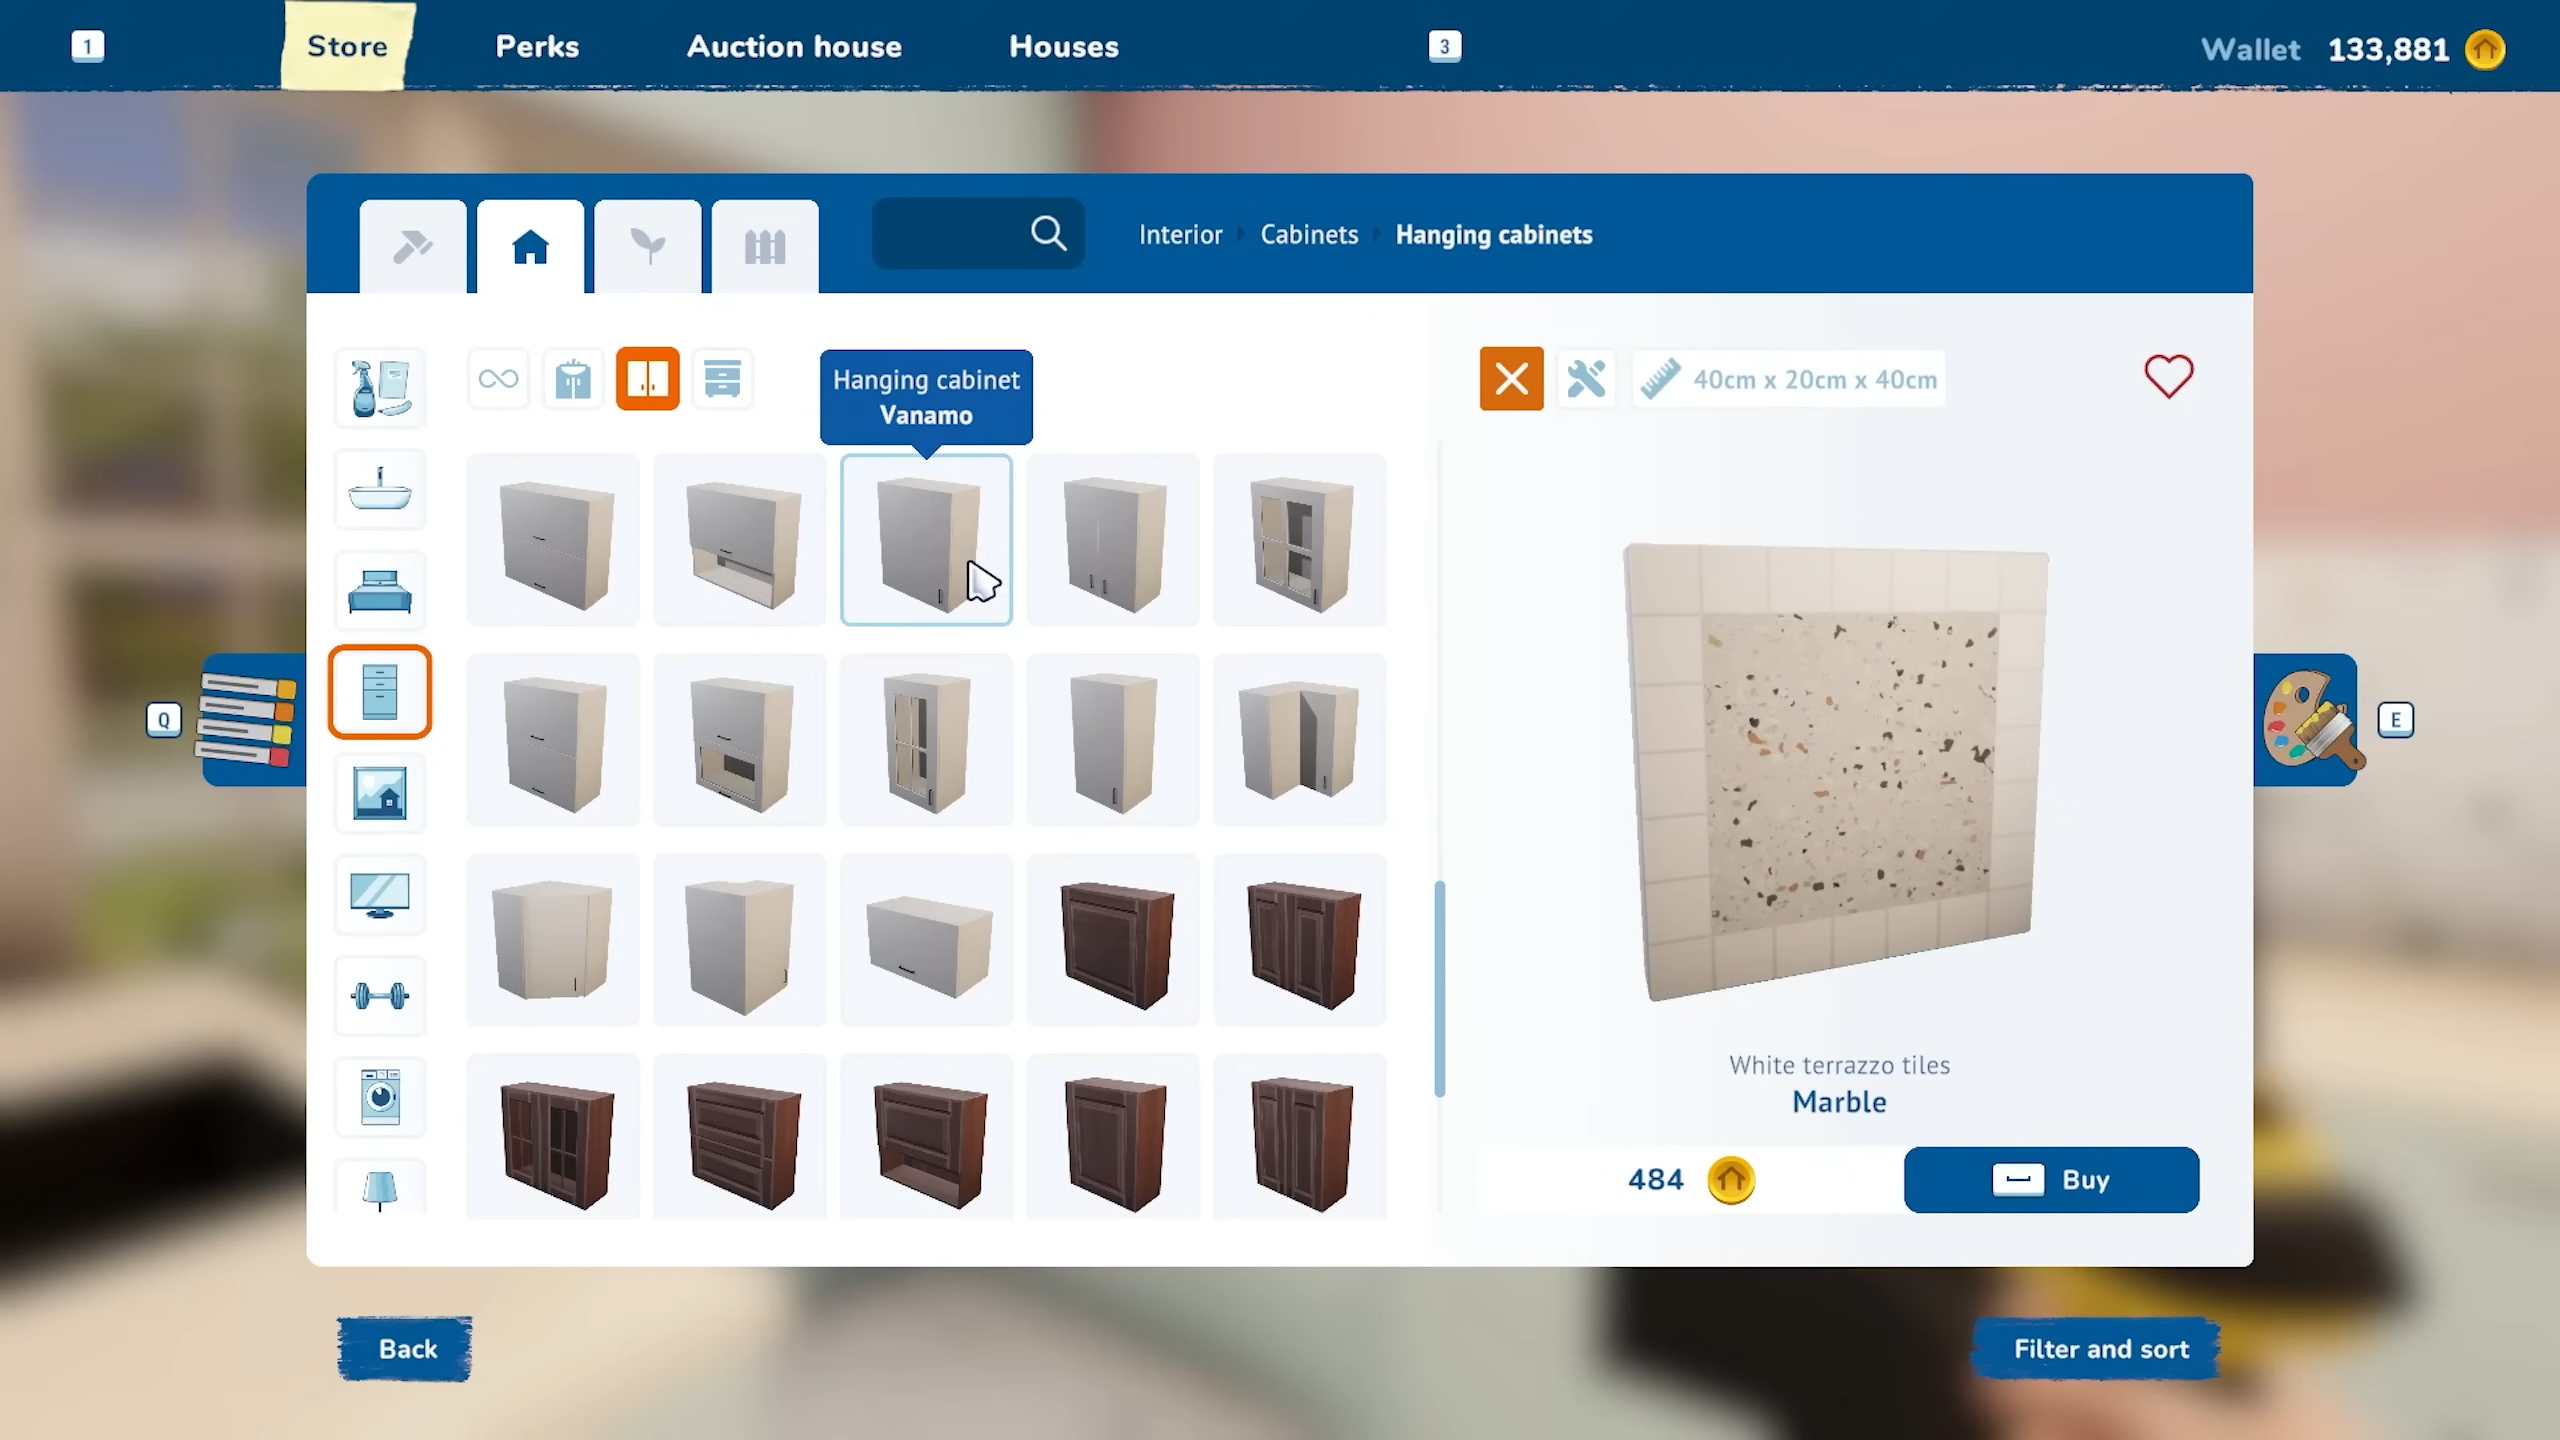 1
Store
Perks
Auction house
Houses
3
Wallet 133,881
Interior
Cabinets
Hanging cabinets
Hanging cabinet
Vanamo
40cm x 20cm x 40cm
Q
E
White terrazzo tiles
Marble
484
Buy
Back
Filter and sort